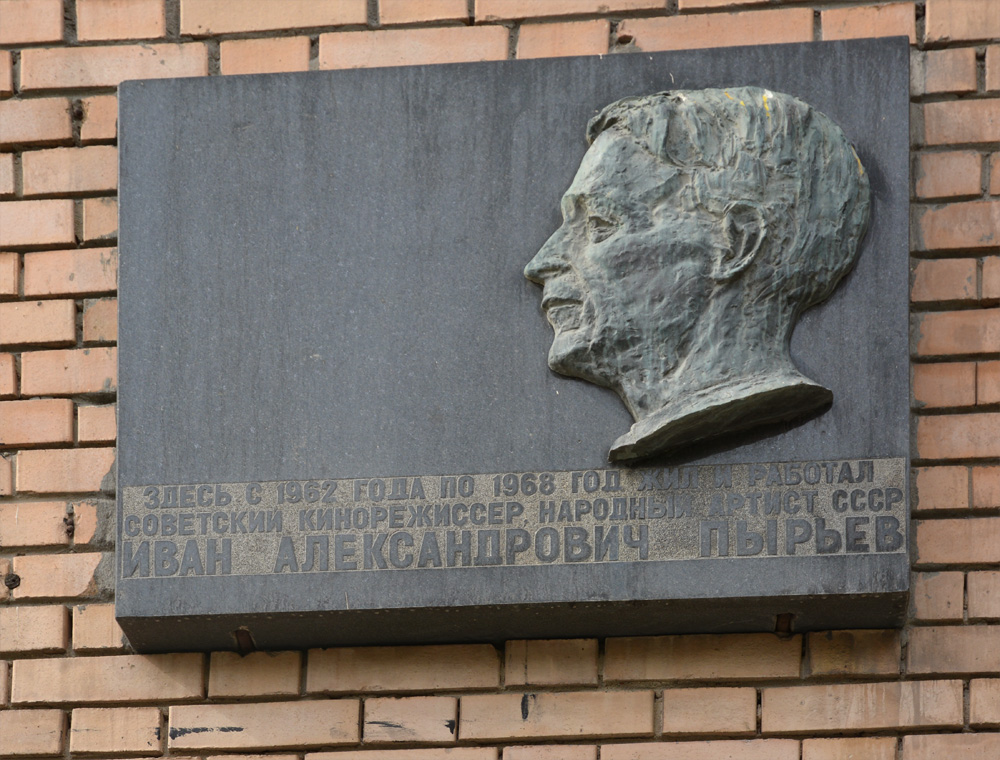 ЗДЕСЬ С 1962 ГОДА ПО 1968 ГОД ЖИЛ И РАБОТАЛ
СОВЕТСКИЙ КИНОРЕЖИССЕР, НАРОДНЫЙ АРТИСТ СССР
ИВАН АЛЕКСАНДРОВИЧ ПЫРЬЕВ